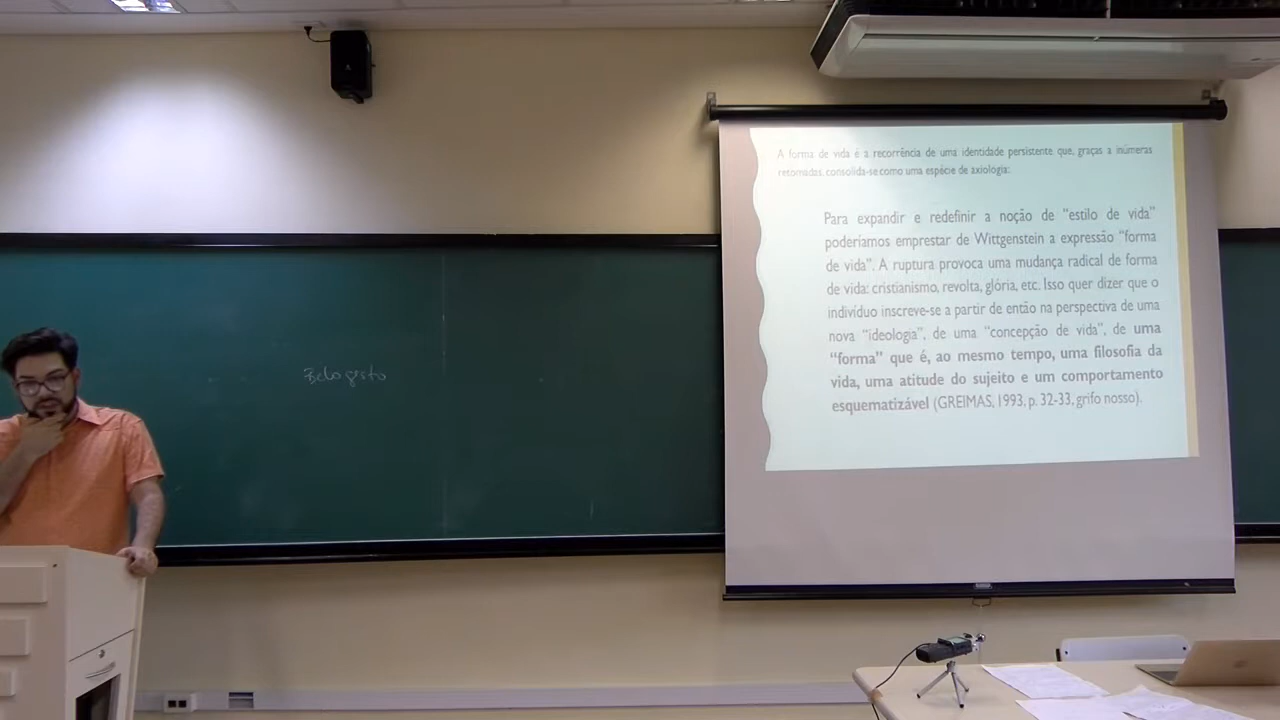 A forma de vida é a recorrência de uma identidade persistente que, graças a inúmeras
retomadas, consolida-se como uma espécie de axiologia:
Para expandir e redefinir a noção de “estilo de vida”
poderíamos emprestar de Wittgenstein a expressão “forma
de vida”. A ruptura provoca uma mudança radical de forma
de vida: cristianismo, revolta, glória, etc. Isso quer dizer que o
indivíduo inscreve-se a partir de então na perspectiva de uma
nova “ideologia”, de uma “concepção de vida”, de uma
“forma” que é, ao mesmo tempo, uma filosofia da
vida, uma atitude do sujeito e um comportamento
esquematizável (GREIMAS, 1993, p. 32-33, grifo nosso).
gesto